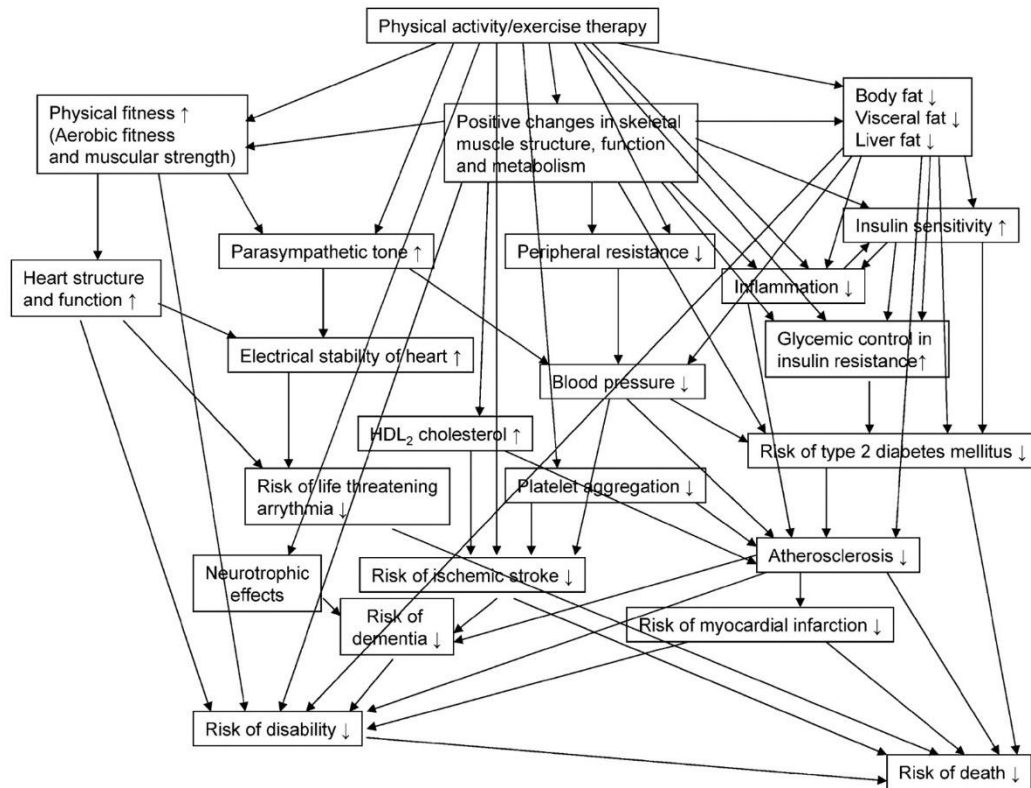 Physical activity/exercise therapy
Physical fitness ↑
(Aerobic fitness
and muscular strength)
Positive changes in skeletal
muscle structure, function
and metabolism
Body fat ↓
Visceral fat ↓
Liver fat ↓
Insulin sensitivity ↑
Parasympathetic tone ↑
Peripheral resistance ↓
Heart structure
and function ↑
Inflammation ↓
Glycemic control in
insulin resistance↑
Electrical stability of heart ↑
Blood pressure ↓
HDL₂ cholesterol ↑
Risk of type 2 diabetes mellitus ↓
Risk of life threatening
arrythmia ↓
Platelet aggregation ↓
Atherosclerosis ↓
Neurotrophic
effects
Risk of ischemic stroke ↓
Risk of
dementia ↓
Risk of myocardial infarction ↓
Risk of disability ↓
Risk of death ↓